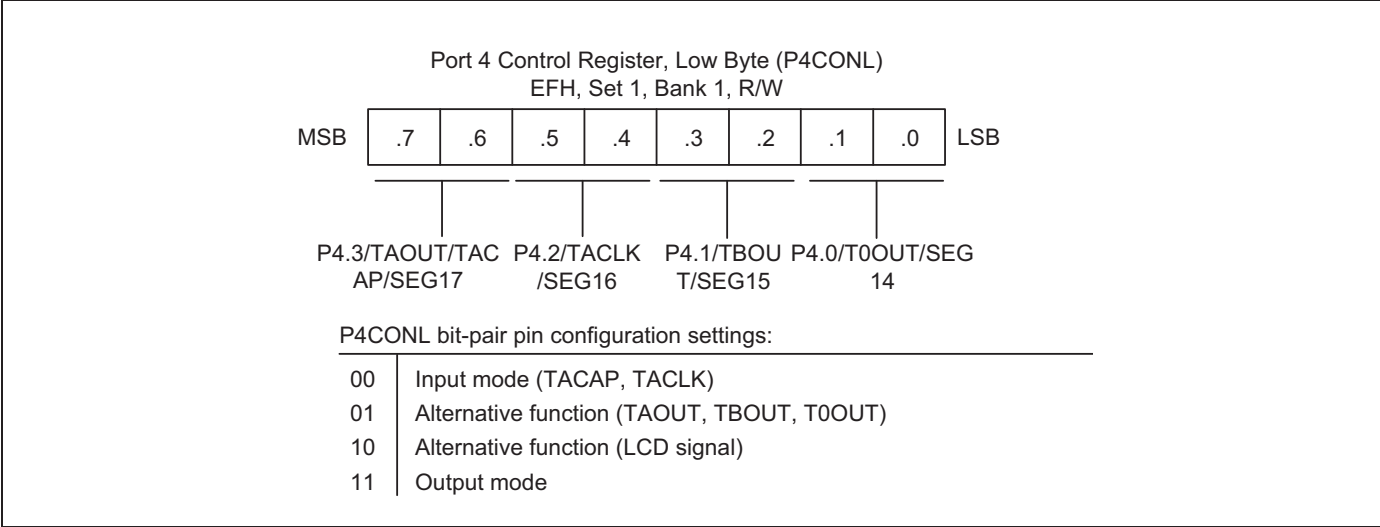 Port 4 Control Register, Low Byte (P4CONL)
EFH, Set 1, Bank 1, R/W
MSB .7 .6 .5 .4 .3 .2 .1 .0 LSB
P4.3/TAOUT/TAC P4.2/TACLK P4.1/TBOU P4.0/T0OUT/SEG
AP/SEG17 /SEG16 T/SEG15 14
P4CONL bit-pair pin configuration settings:
00 Input mode (TACAP, TACLK)
01 Alternative function (TAOUT, TBOUT, T0OUT)
10 Alternative function (LCD signal)
11 Output mode